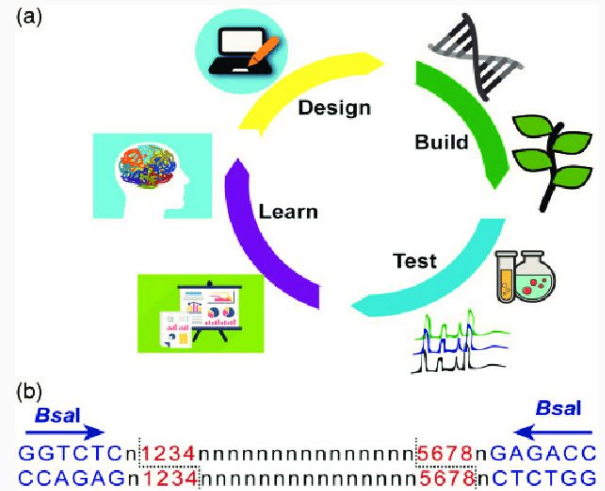 (a)
Design
Build
Learn
Test
(b)
BsaI
BsaI
GGTCTCn1234nnnnnnnnnnnnnnn5678nGAGACC
CCAGAGn1234nnnnnnnnnnnnnnn5678nCTCTGG